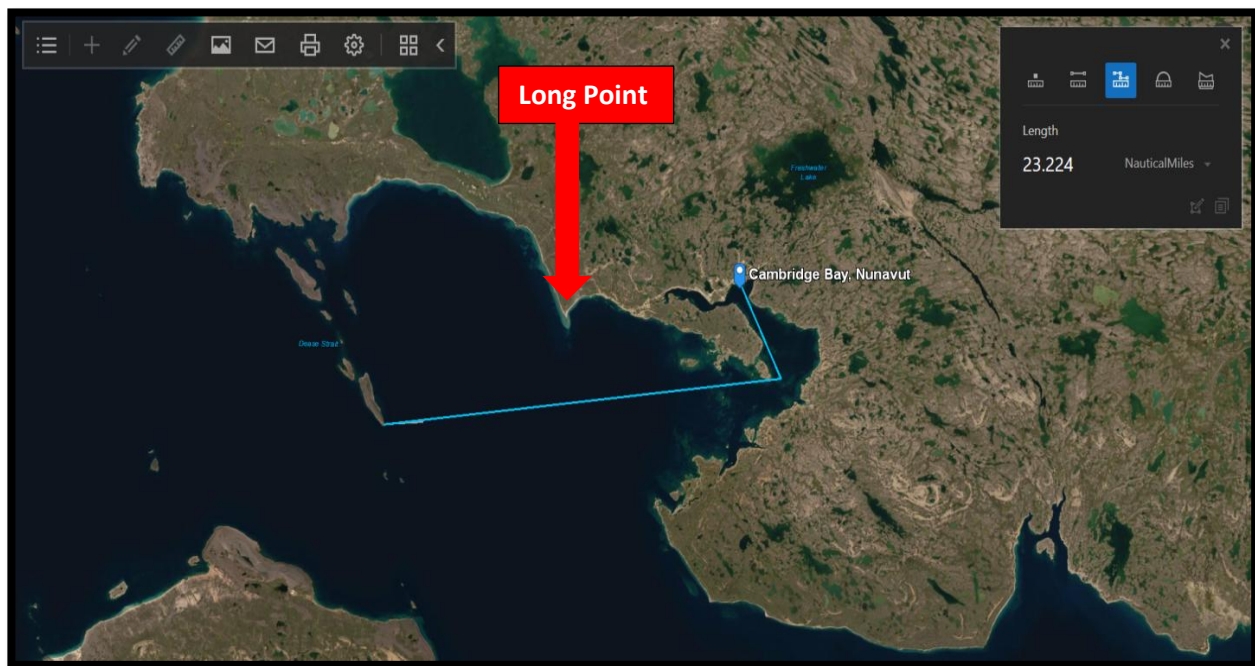 Long Point
Length
23.224 NauticalMiles
Freshwater
Lake
Cambridge Bay, Nunavut
Dease Strait